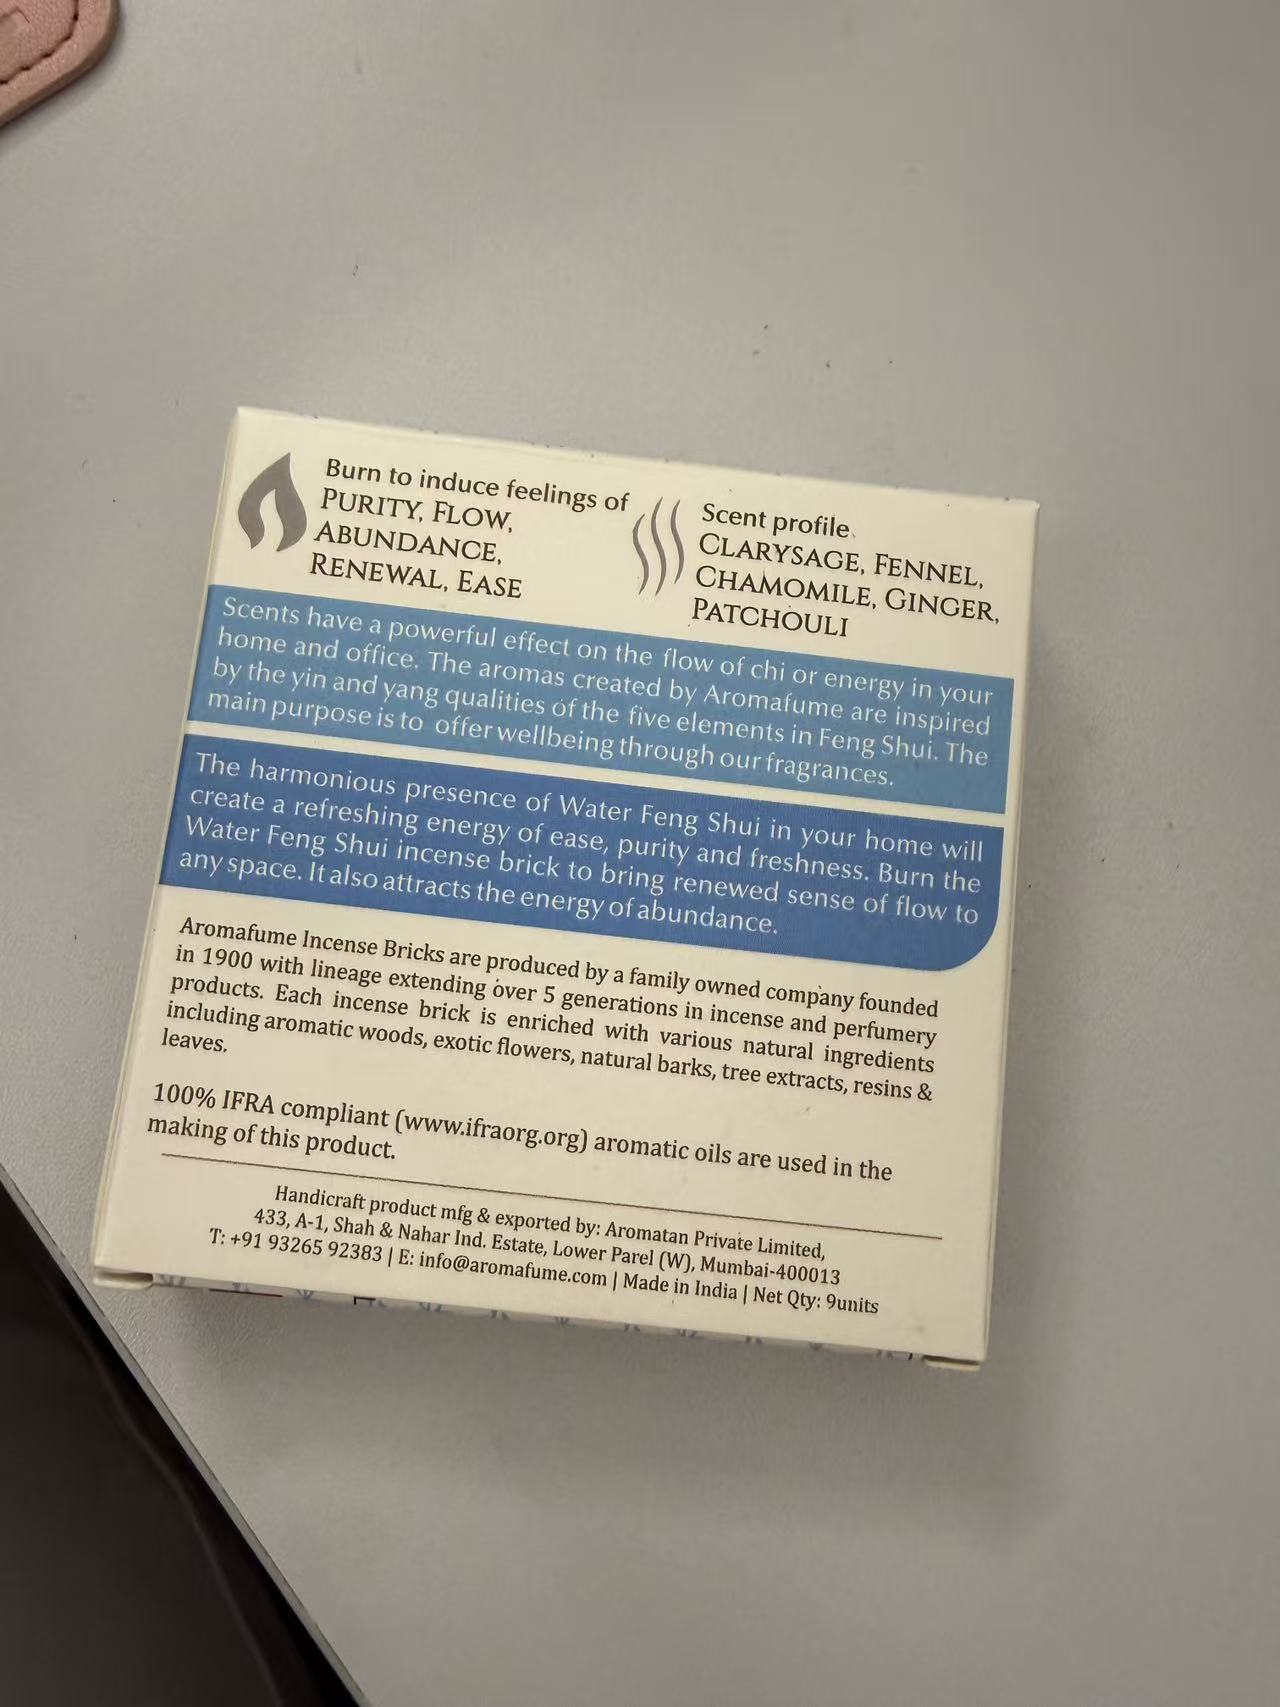 Burn to induce feelings of
PURITY, FLOW,
ABUNDANCE,
RENEWAL, EASE
Scent profile
CLARYSAGE, FENNEL,
CHAMOMILE, GINGER,
PATCHOULI
Scents have a powerful effect on the flow of chi or energy in your
home and office. The aromas created by Aromafume are inspired
by the yin and yang qualities of the five elements in Feng Shui. The
main purpose is to offer wellbeing through our fragrances.
The harmonious presence of Water Feng Shui in your home will
create a refreshing energy of ease, purity and freshness. Burn the
Water Feng Shui incense brick to bring renewed sense of flow to
any space. It also attracts the energy of abundance.
Aromafume Incense Bricks are produced by a family owned company founded
in 1900 with lineage extending over 5 generations in incense and perfumery
products. Each incense brick is enriched with various natural ingredients
including aromatic woods, exotic flowers, natural barks, tree extracts, resins &
leaves.
100% IFRA compliant (www.ifraorg.org) aromatic oils are used in the
making of this product.
Handicraft product mfg & exported by: Aromatan Private Limited,
433, A-1, Shah & Nahar Ind. Estate, Lower Parel (W), Mumbai-400013
T: +91 93265 92383 | E: info@aromafume.com | Made in India | Net Qty: 9units